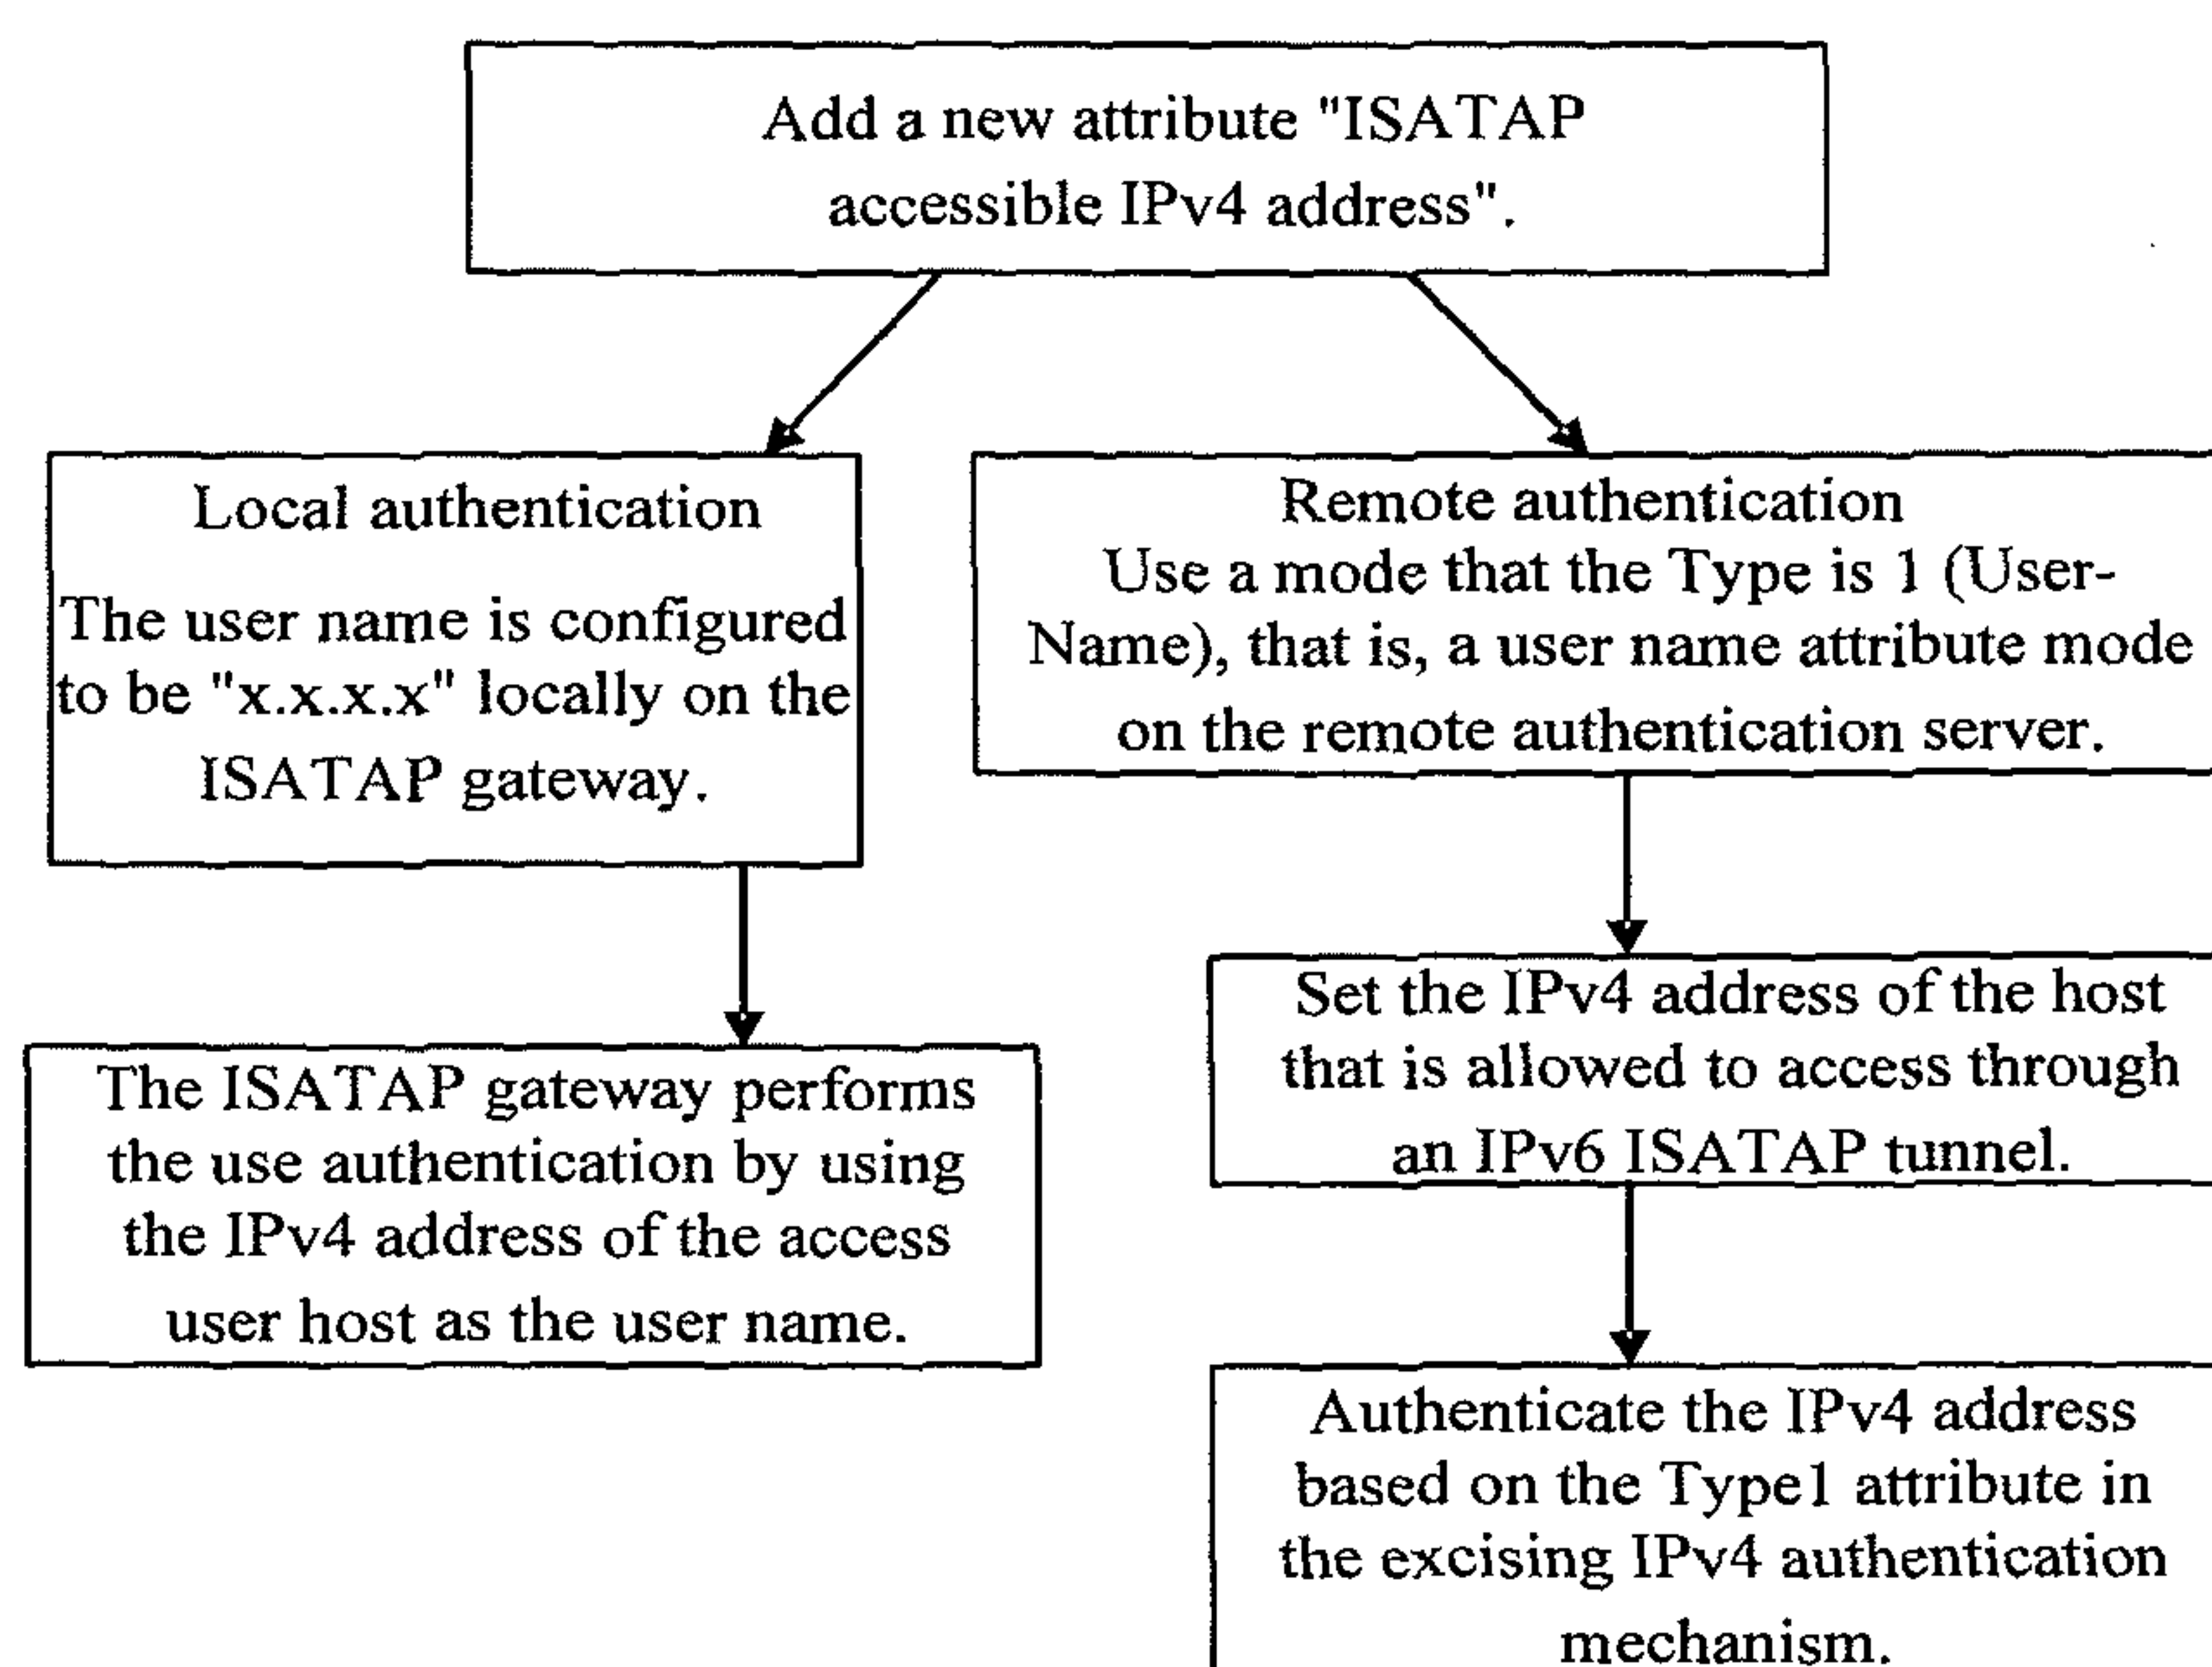 Add a new attribute "ISATAP
accessible IPv4 address".
Local authentication
The user name is configured
to be "x.x.x.x" locally on the
ISATAP gateway.
Remote authentication
Use a mode that the Type is 1 (User-
Name), that is, a user name attribute mode
on the remote authentication server.
The ISATAP gateway performs
the use authentication by using
the IPv4 address of the access
user host as the user name.
Set the IPv4 address of the host
that is allowed to access through
an IPv6 ISATAP tunnel.
Authenticate the IPv4 address
based on the Type1 attribute in
the excising IPv4 authentication
mechanism.